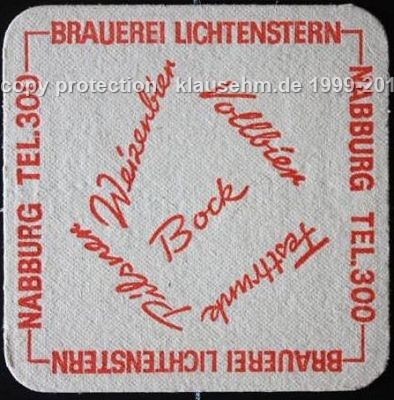 BRAUEREI LICHTENSTERN
copy protection klausehm.de 1999-201
NABBURG TEL.300
NABBURG TEL.300
Pilsner Weizenbier
Vollbier
Bock
Festtrunk
BRAUEREI LICHTENSTERN